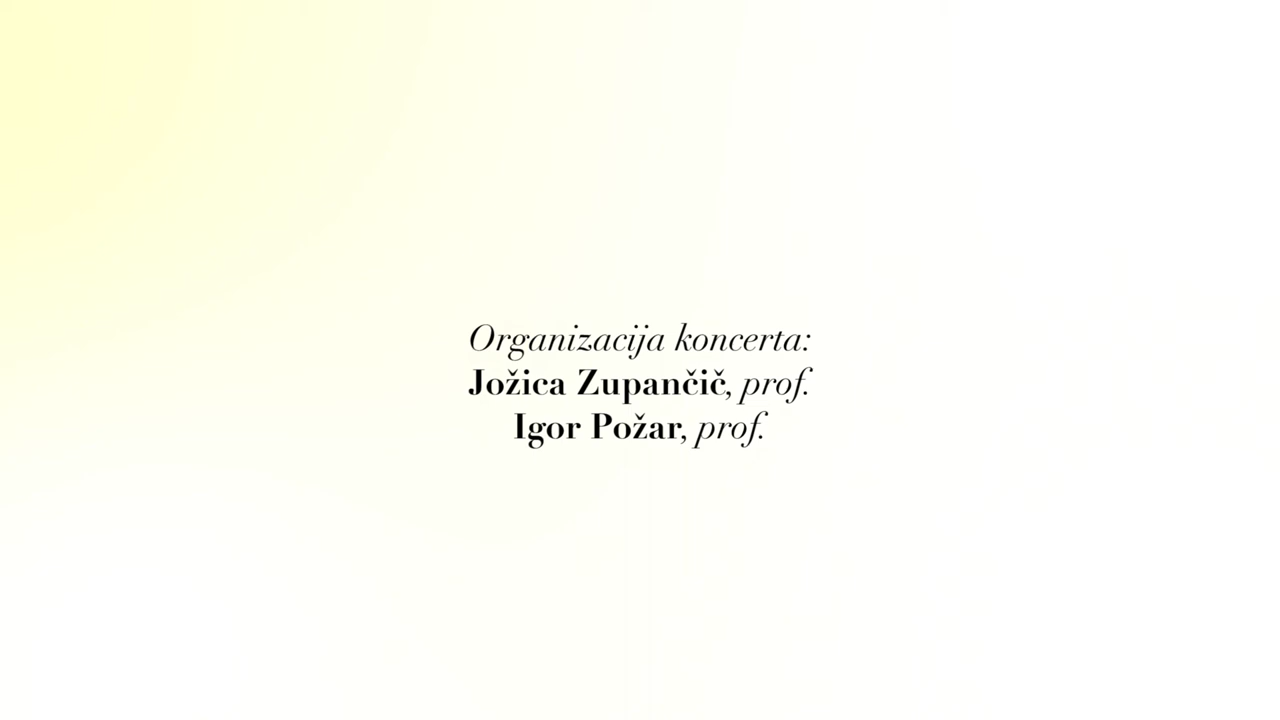 Organizacija koncerta:
Jožica Zupančič, prof.
Igor Požar, prof.